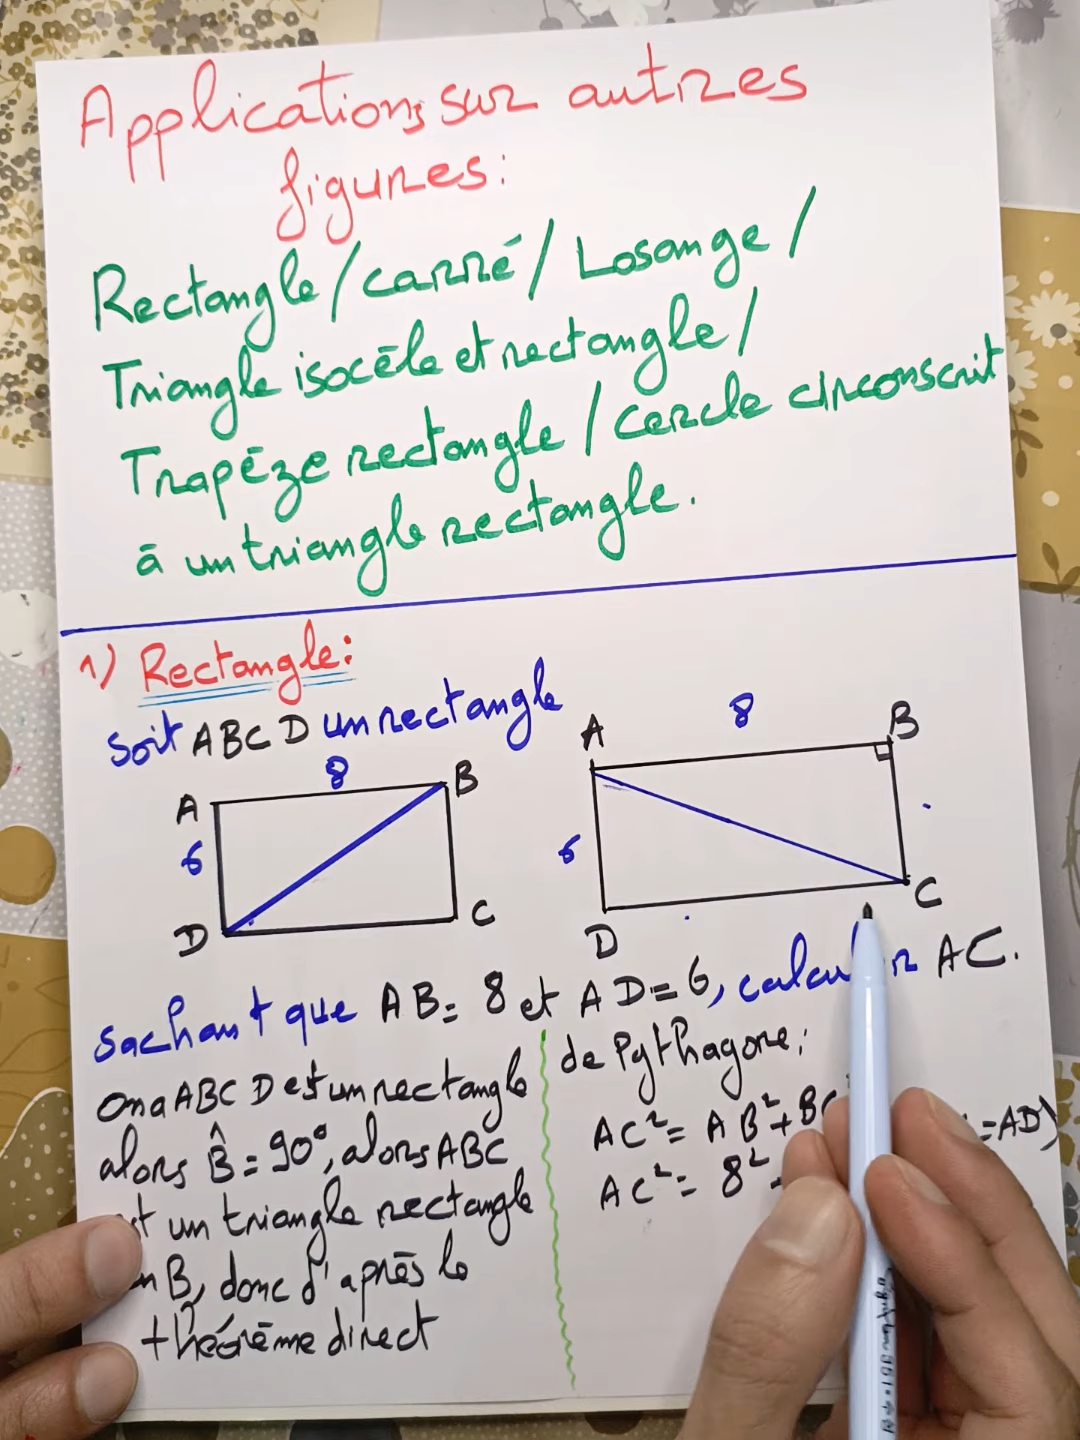 Applications sur autres
figures:
Rectangle/carré/Losange/
Triangle isocèle et rectangle/
Trapèze rectangle/cercle circonscrit
à un triangle rectangle.
1) Rectangle:
Soit ABCD un rectangle
8
A
B
6
D
C
8
A
B
6
D
C
sachant que AB = 8 et AD = 6, calculer AC.
On a ABCD est un rectangle
alors B̂ = 90°, alors ABC
un triangle rectangle
B, donc d'après le
théorème direct
de Pythagore:
AC² = AB² + BC =AD)
AC² = 8²